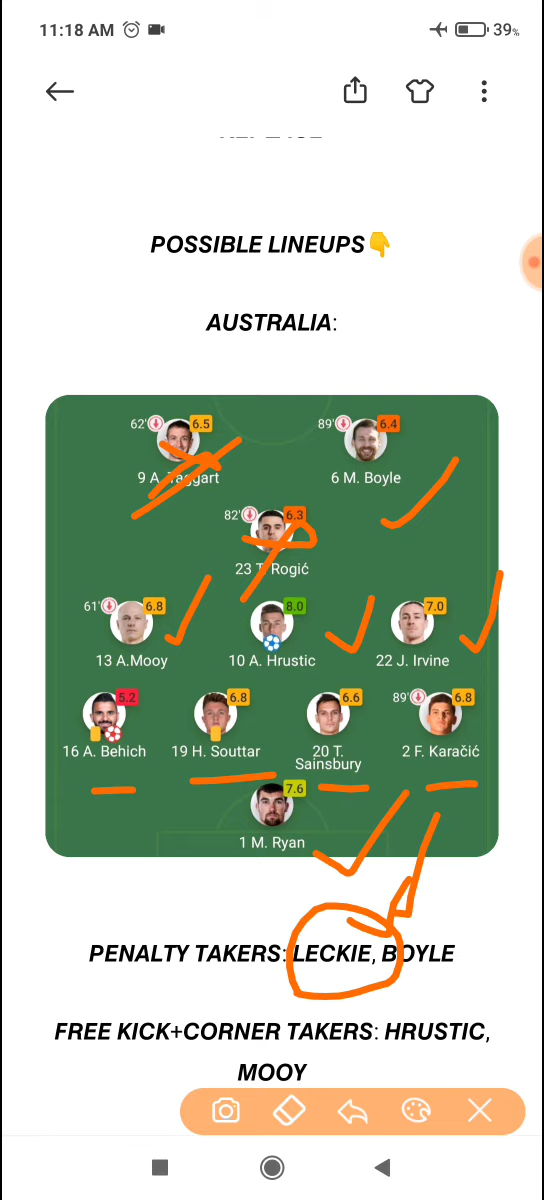 11:18 AM 39%
POSSIBLE LINEUPS👇
AUSTRALIA:
62' 6.5 89' 6.4
9 A. Taggart 6 M. Boyle
82' 6.3
23 T. Rogić
61' 6.8 8.0 7.0
13 A.Mooy 10 A. Hrustic 22 J. Irvine
5.2 6.8 6.6 89' 6.8
16 A. Behich 19 H. Souttar 20 T. Sainsbury 2 F. Karačić
7.6
1 M. Ryan
PENALTY TAKERS: LECKIE, BOYLE
FREE KICK+CORNER TAKERS: HRUSTIC,
MOOY